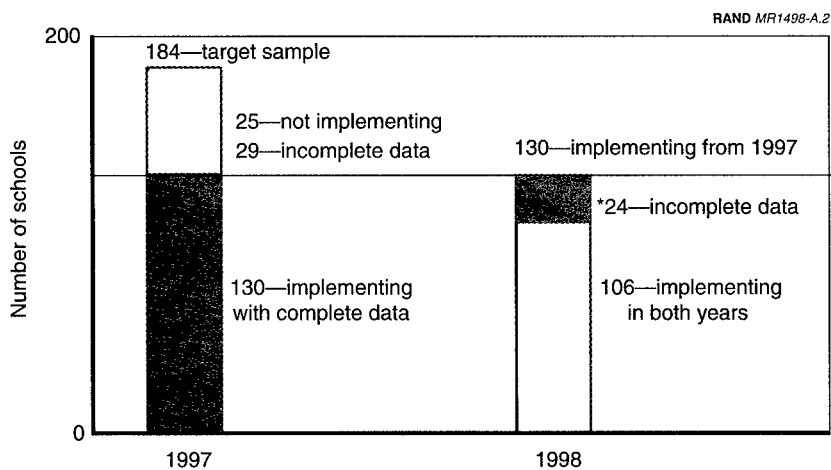 RAND MR1498-A.2
200
184—target sample
25—not implementing
29—incomplete data
130—implementing from 1997
*24—incomplete data
Number of schools
130—implementing
with complete data
106—implementing
in both years
0
1997
1998